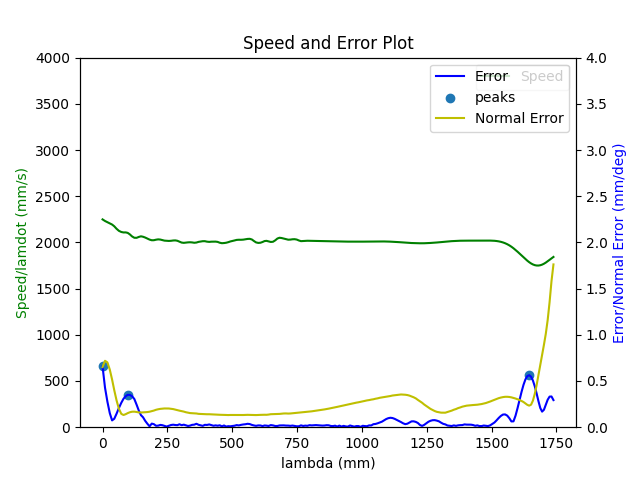 Speed and Error Plot
4000
3500
3000
2500
2000
1500
1000
500
0
Speed/lamdot (mm/s)
4.0
3.5
3.0
2.5
2.0
1.5
1.0
0.5
0.0
Error/Normal Error (mm/deg)
Speed
Error
peaks
Normal Error
0 250 500 750 1000 1250 1500 1750
lambda (mm)